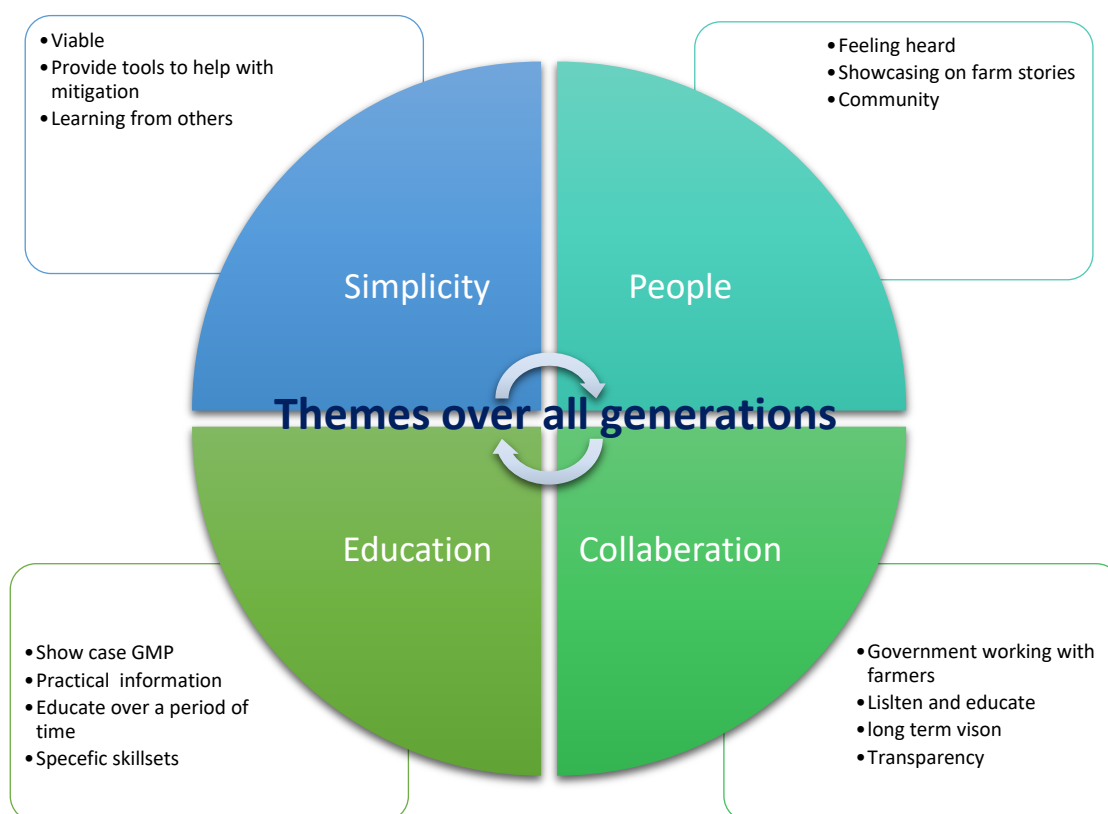 •Viable
•Provide tools to help with
mitigation
•Learning from others
•Feeling heard
•Showcasing on farm stories
•Community
Simplicity
People
Themes over all generations
Education
Collaberation
•Show case GMP
•Practical  information
•Educate over a period of
time
•Specefic skillsets
•Government working with
farmers
•Lislten and educate
•long term vison
•Transparency